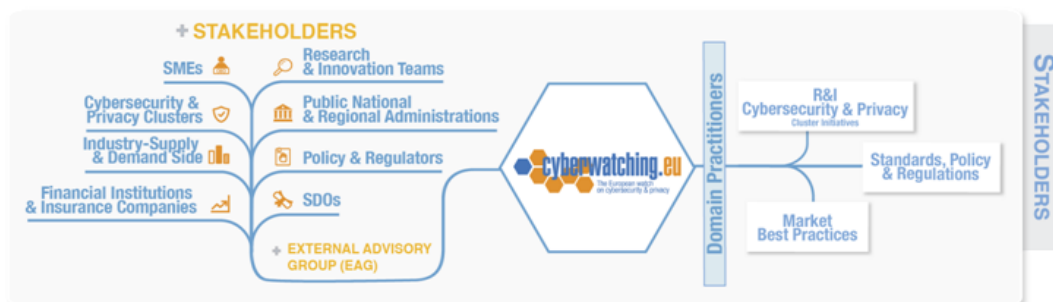 + STAKEHOLDERS
SMEs
Research
& Innovation Teams
Cybersecurity &
Privacy Clusters
Public National
& Regional Administrations
Industry-Supply
& Demand Side
Policy & Regulators
Financial Institutions
& Insurance Companies
SDOs
+ EXTERNAL ADVISORY
GROUP (EAG)
cyberwatching.eu
The European watch
on cybersecurity & privacy
Domain Practitioners
R&I
Cybersecurity & Privacy
Cluster Initiatives
Standards, Policy
& Regulations
Market
Best Practices
STAKEHOLDERS